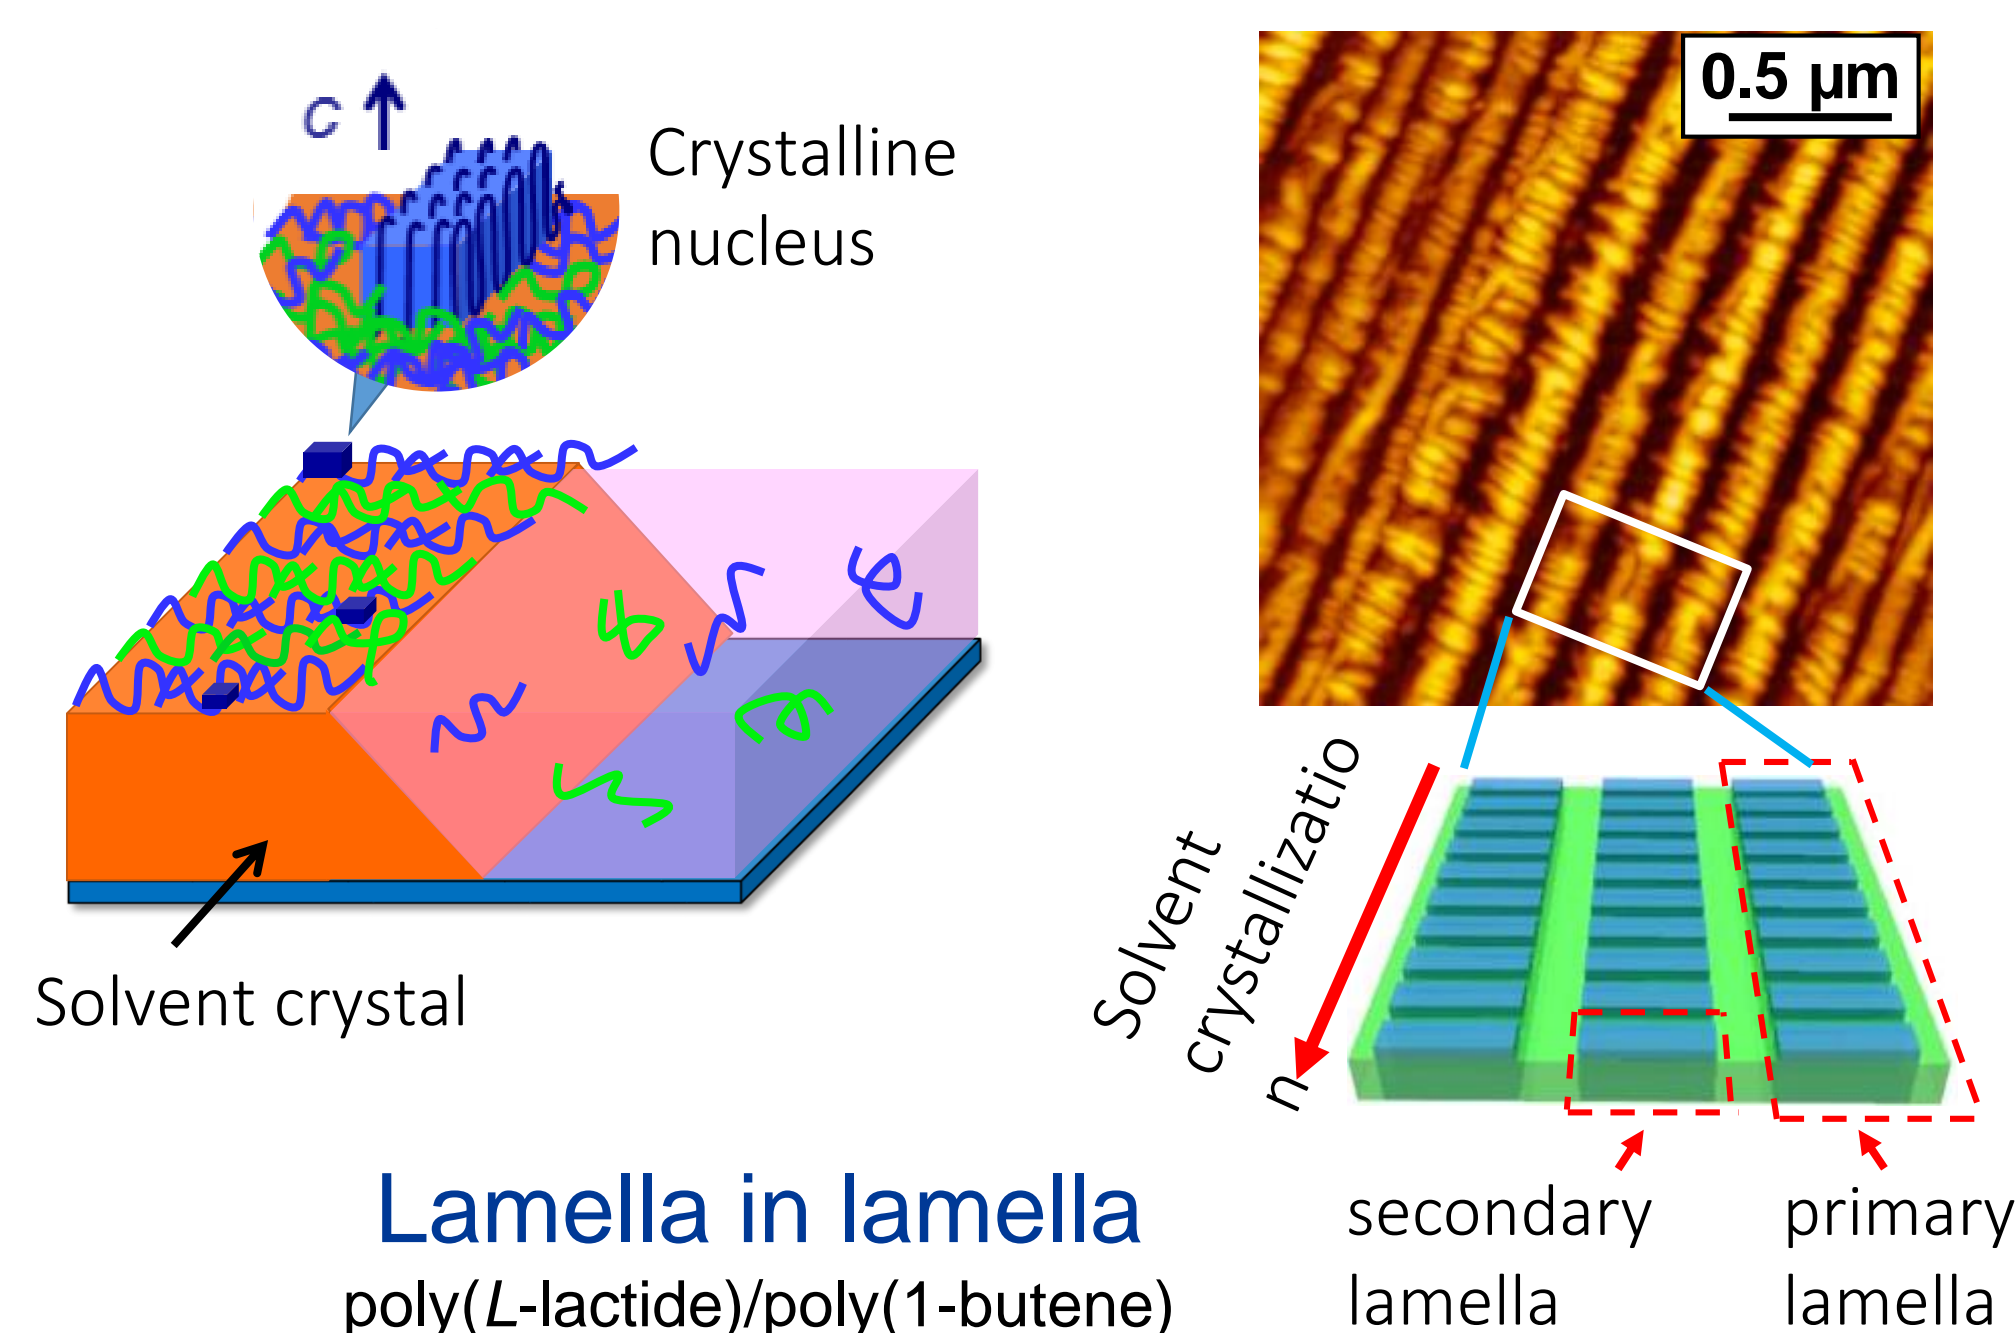 C
Crystalline
nucleus
0.5 µm
Solvent crystal
Solvent
crystallizatio
n
Lamella in lamella
poly(L-lactide)/poly(1-butene)
secondary
lamella
primary
lamella